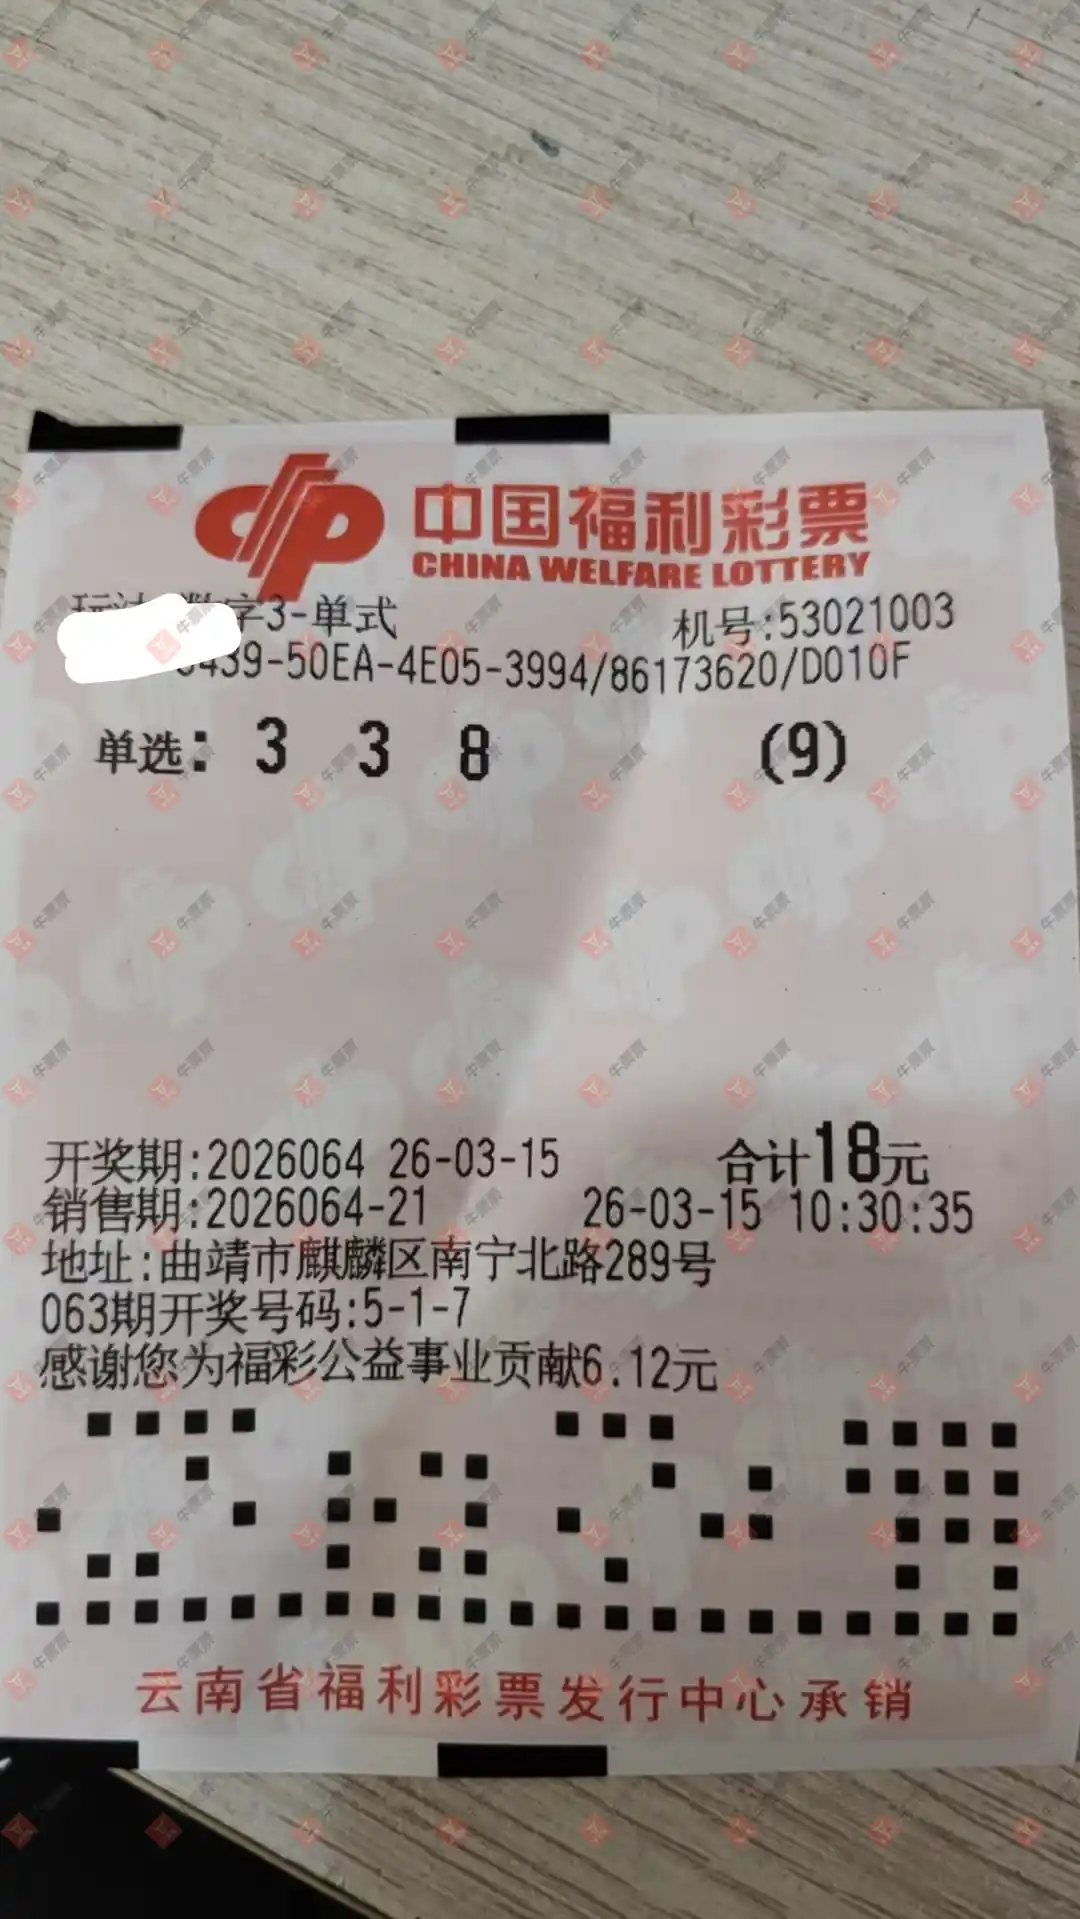 中国福利彩票
CHINA WELFARE LOTTERY
数字3-单式 机号:53021003
439-50EA-4E05-3994/86173620/D010F
单选: 3 3 8 (9)
开奖期:2026064 26-03-15 合计18元
销售期:2026064-21 26-03-15 10:30:35
地址:曲靖市麒麟区南宁北路289号
063期开奖号码:5-1-7
感谢您为福彩公益事业贡献6.12元
云南省福利彩票发行中心承销
牛票票